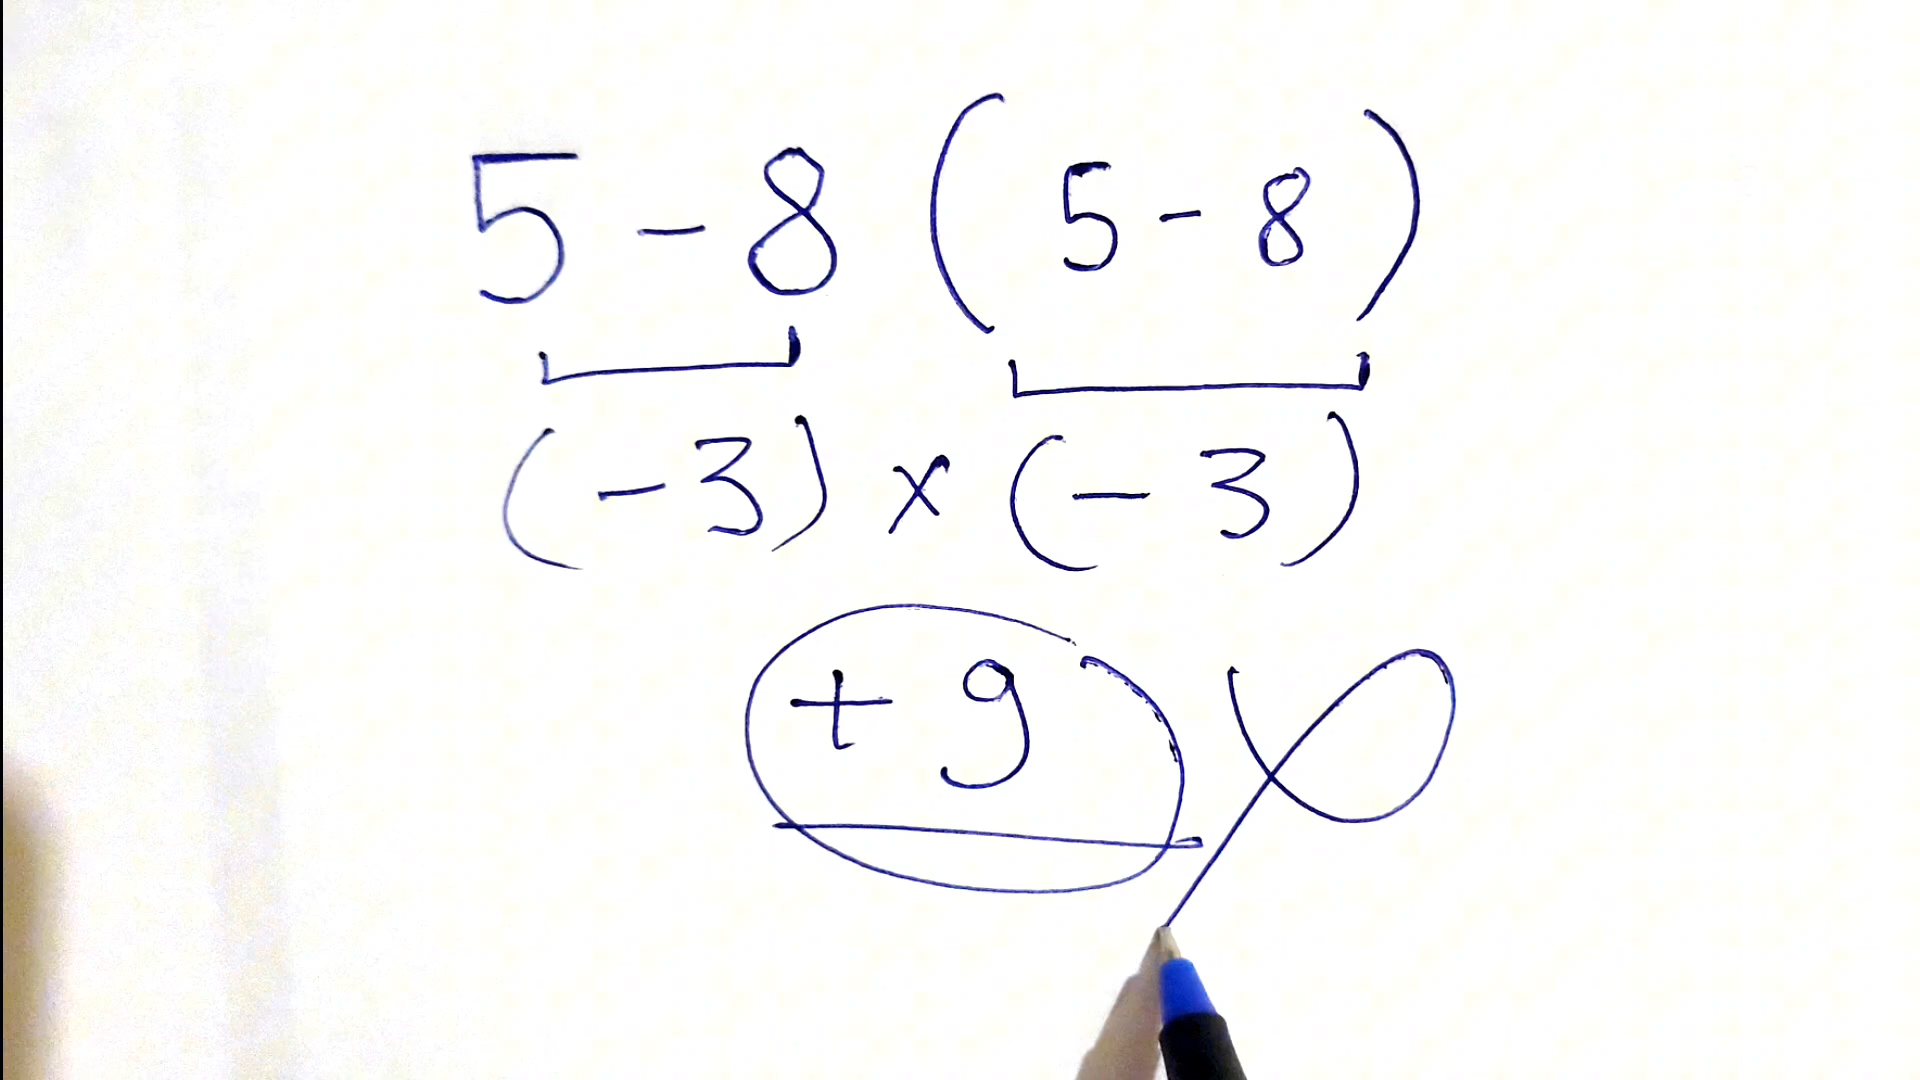 5 - 8 ( 5 - 8 )
(-3) × (-3)
+ 9